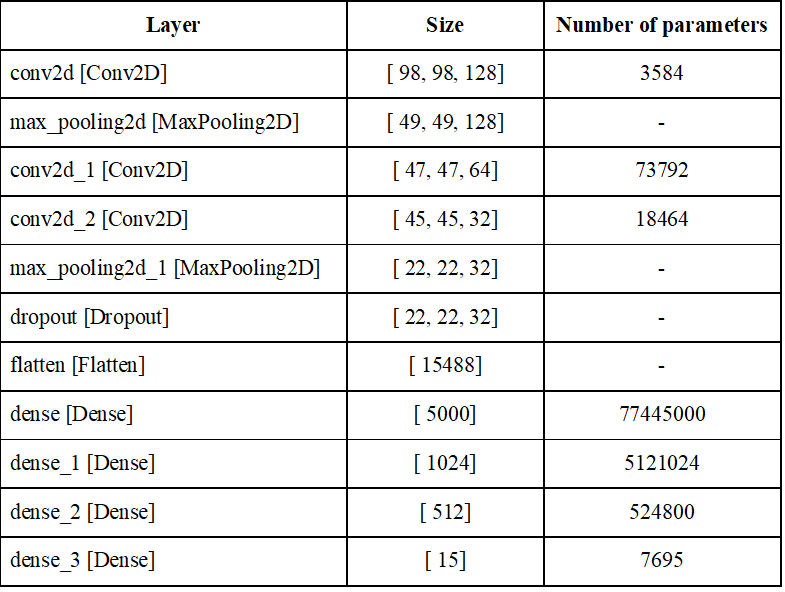 Layer Size Number of parameters
conv2d [Conv2D] [ 98, 98, 128] 3584
max_pooling2d [MaxPooling2D] [ 49, 49, 128] -
conv2d_1 [Conv2D] [ 47, 47, 64] 73792
conv2d_2 [Conv2D] [ 45, 45, 32] 18464
max_pooling2d_1 [MaxPooling2D] [ 22, 22, 32] -
dropout [Dropout] [ 22, 22, 32] -
flatten [Flatten] [ 15488] -
dense [Dense] [ 5000] 77445000
dense_1 [Dense] [ 1024] 5121024
dense_2 [Dense] [ 512] 524800
dense_3 [Dense] [ 15] 7695